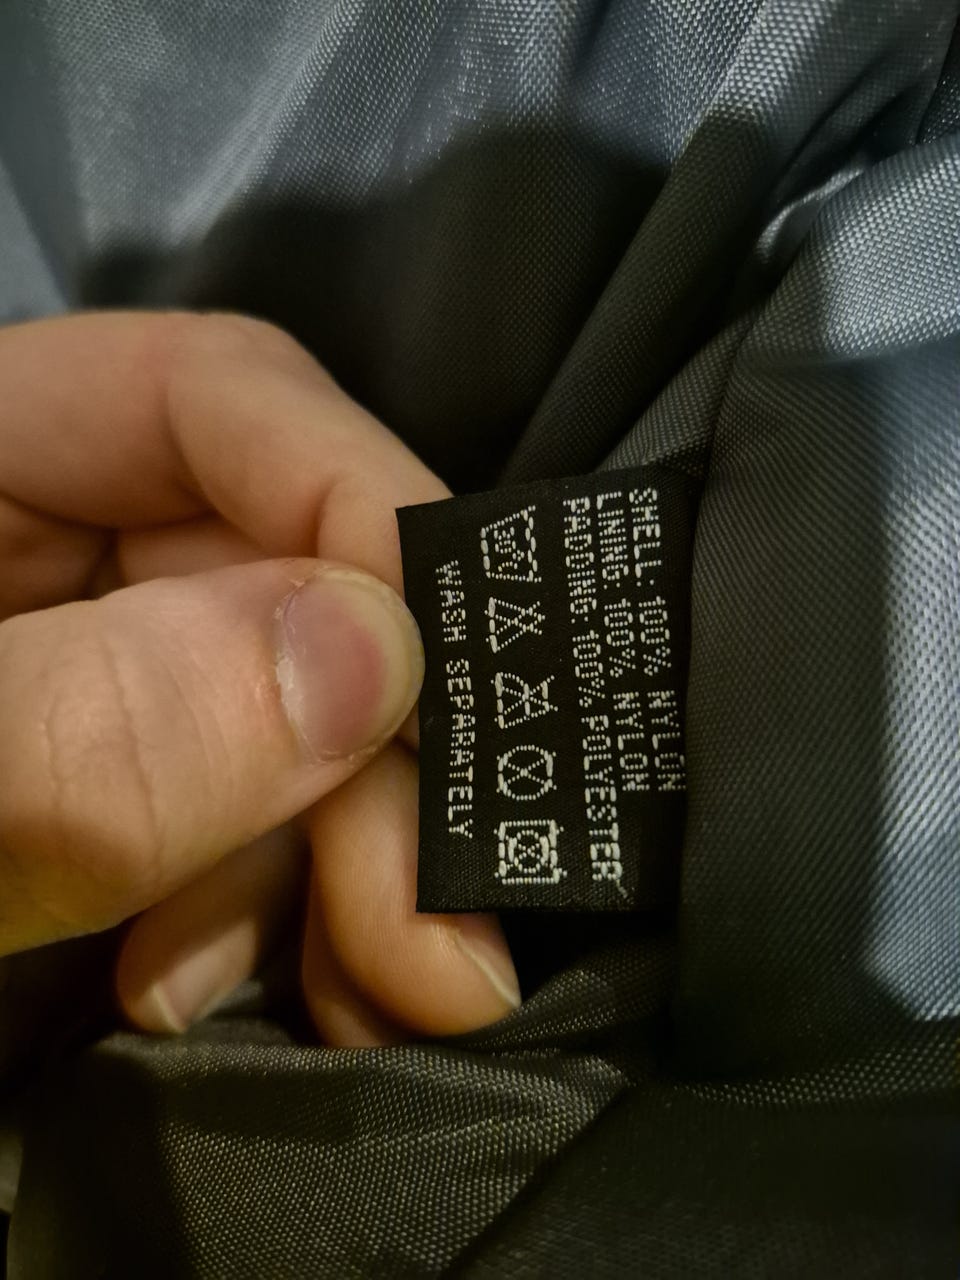 SHELL: 100% NYLON
LINING: 100% NYLON
PADDING: 100% POLYESTER
WASH SEPARATELY